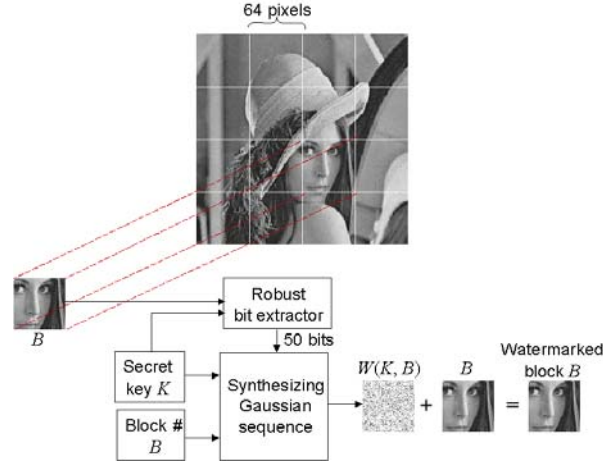 64 pixels
B
Robust
bit extractor
50 bits
Secret
key K
Block #
B
Synthesizing
Gaussian
sequence
W(K, B)
+
B
=
Watermarked
block B